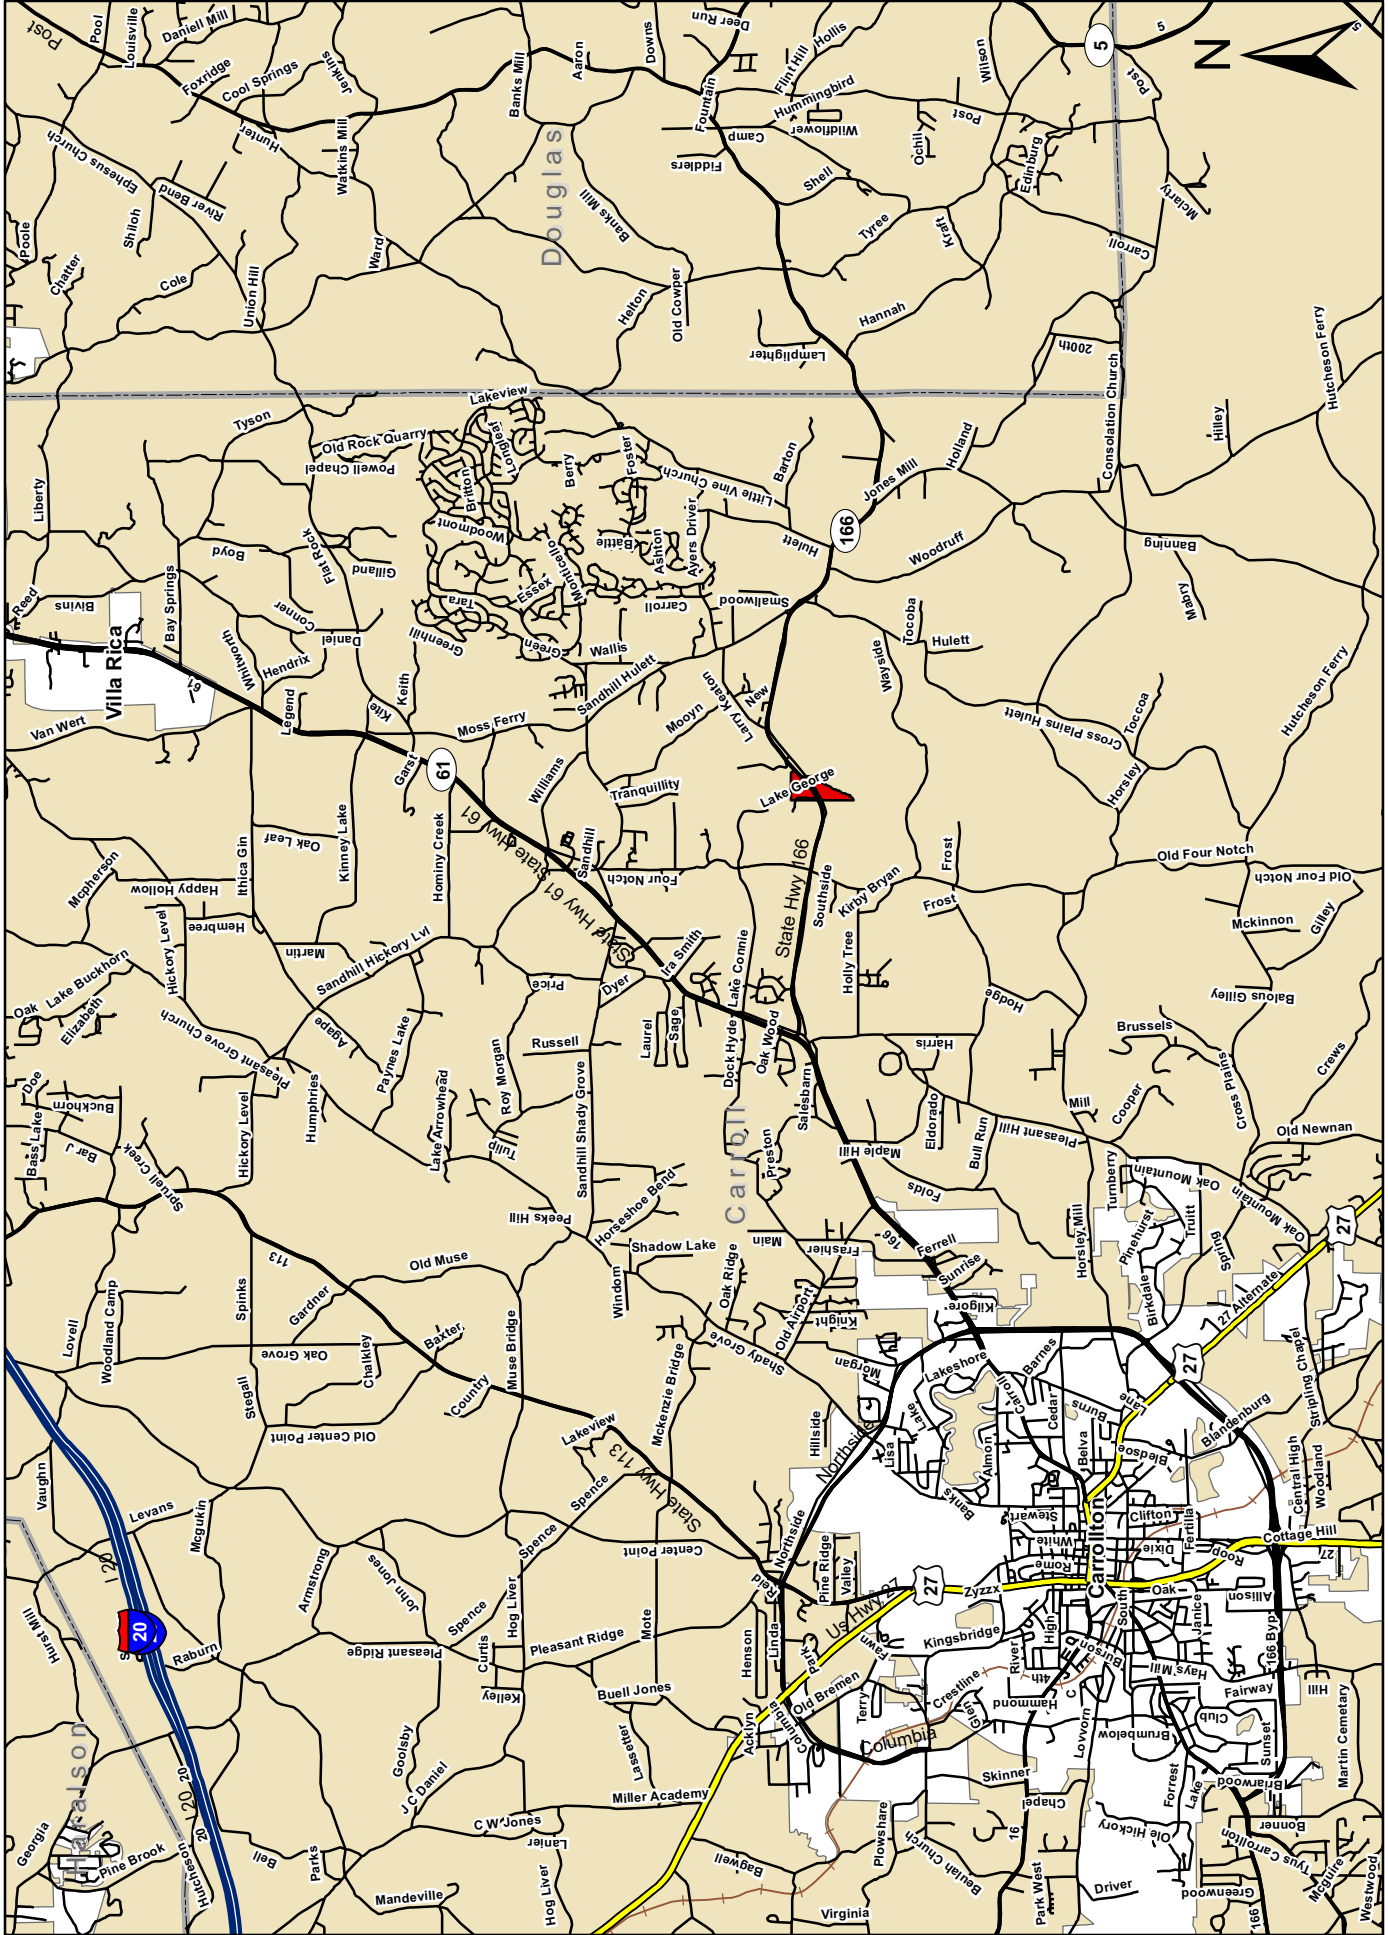 Post
Pool
Louisville
Daniell Mill
Deer Run
Downs
Aaron
Banks Mill
Foxridge
Cool Springs
Jenkins
Flint Hill
Hollis
Wilson
5
5
5
N
Post
Hunter
Watkins Mill
Fountain
Hummingbird
Camp
Wildflower
Post
Ochil
Edinburg
Ephesus Church
River Bend
Shiloh
Douglas
Fiddlers
Shell
Mclarty
Poole
Chatter
Cole
Union Hill
Ward
Banks Mill
Tyree
Kraft
Carroll
Helton
Old Cowper
Hannah
Lamplighter
200th
Consolation Church
Hutcheson Ferry
Lakeview
Tyson
Old Rock Quarry
Powell Chapel
Longleaf
Britton
Berry
Foster
Little Vine Church
Barton
Holland
Jones Mill
Hilley
Liberty
Woodmont
Battle
Ashton
Ayers Driver
Hulett
166
Woodruff
Banning
Boyd
Flat Rock
Gilland
Monticello
Essex
Carroll
Smallwood
Mabry
Reed
Bivins
Bay Springs
Conner
Daniel
Tara
Greenhill
Green
Wallis
Tocoba
Hulett
Villa Rica
Whitworth
Hendrix
61
Keith
Sandhill Hulett
Wayside
Hutcheson Ferry
Van Wert
Legend
Kite
Moss Ferry
Mooyn
Larry Keaton
New
Cross Plains Hulett
Toccoa
Garst
61
Williams
Tranquillity
Lake George
Horsley
Oak Leaf
Kinney Lake
Hominy Creek
State Hwy 61
State Hwy 61
State Hwy
Sandhill
Four Notch
State Hwy 166
Southside
Kirby Bryan
Frost
Frost
Old Four Notch
Old Four Notch
Mcpherson
Happy Hollow
Ithica Gin
Hembree
Hickory Level
Martin
Sandhill Hickory Lvl
Ira Smith
Lake Connie
Holly Tree
Mckinnon
Gilley
Oak
Lake Buckhorn
Elizabeth
Price
Dyer
Hodge
Balous Gilley
Pleasant Grove Church
Agape
Paynes Lake
Roy Morgan
Russell
Laurel
Sage
Dock Hyde
Oak Wood
Harris
Brussels
Crews
Doe
Buckhorn
Bass Lake
Bar J
Humphries
Lake Arrowhead
Tulip
Sandhill Shady Grove
Carroll
Salesbarn
Preston
Eldorado
Bull Run
Mill
Cooper
Cross Plains
Pleasant Hill
Old Newnan
Spruell Creek
Hickory Level
Maple Hill
Folds
Turnberry
Oak Mountain
Oak Mountain
Peeks Hill
Horseshoe Bend
Shadow Lake
Main
Frashier
166
Ferrell
Sunrise
Horsley Mill
Pinehurst
Truitt
Spring
27
113
Old Muse
Woodland Camp
Lovell
Spinks
Gardner
Windom
Oak Ridge
Old Airport
Knight
Kilgore
Birkdale
27 Alternate
Oak Grove
Chalkley
Baxter
Muse Bridge
Shady Grove
Mckenzie Bridge
Morgan
Lakeshore
Barnes
27
Stegall
Country
Old Center Point
Lakeview
State Hwy 113
Hillside
Northside
Lake
Carroll
Cedar
Burns
Lane
Stripling Chapel
Blandenburg
Lisa
Almon
Belva
Bledsoe
Vaughn
Levans
Mcgukin
Spence
Spence
Center Point
Northside
Banks
Stewart
Clifton
Fertilla
Central High
Woodland
I 20
Armstrong
John Jones
Reid
Pine Ridge
Valley
White
Rome
Carrollton
Dixie
Roop
Cottage Hill
27
20
Hurst Mill
Raburn
Pleasant Ridge
Spence
Hog Liver
Curtis
Pleasant Ridge
Mote
Henson
Linda
Park
Us Hwy 27
Fawn
27
Zyzzx
Kingsbridge
High
River
South
Oak
Janice
Allison
166 Byp
Kelley
Buell Jones
Old Bremen
Terry
Crestline
Glen
4th
Hammond
C
Burson
Hays Mill
Fairway
Hill
Haralson
Goolsby
Lassetter
Acklyn
Columbia
Columbia
Lovvorn
Brumbelow
Club
Sunset
Martin Cemetary
J C Daniel
Miller Academy
Skinner
Chapel
Forrest
Lake
Briarwood
20
20
20
Georgia
Pine Brook
Hutcheson
Bell
Parks
C W Jones
Lanier
Plowshare
Beulah Church
16
Ole Hickory
Bonner
Tyus Carrollton
Mandeville
Hog Liver
Bagwell
Virginia
Park West
Driver
Greenwood
166
Mcguire
Westwood